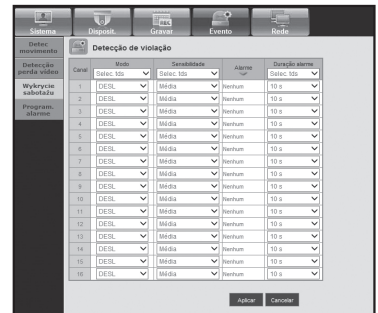 Sistema Disposit. Gravar Evento Rede
Detec
movimento
Detecção
perda vídeo
Wykrycie
sabotażu
Program.
alarme
Detecção de violação
Canal Modo Sensibilidade Alarme Duração alarme
Selec. tds Selec. tds Selec. tds
1 DESL Média Nenhum 10 s
2 DESL Média Nenhum 10 s
3 DESL Média Nenhum 10 s
4 DESL Média Nenhum 10 s
5 DESL Média Nenhum 10 s
6 DESL Média Nenhum 10 s
7 DESL Média Nenhum 10 s
8 DESL Média Nenhum 10 s
9 DESL Média Nenhum 10 s
10 DESL Média Nenhum 10 s
11 DESL Média Nenhum 10 s
12 DESL Média Nenhum 10 s
13 DESL Média Nenhum 10 s
14 DESL Média Nenhum 10 s
15 DESL Média Nenhum 10 s
16 DESL Média Nenhum 10 s
Aplicar Cancelar